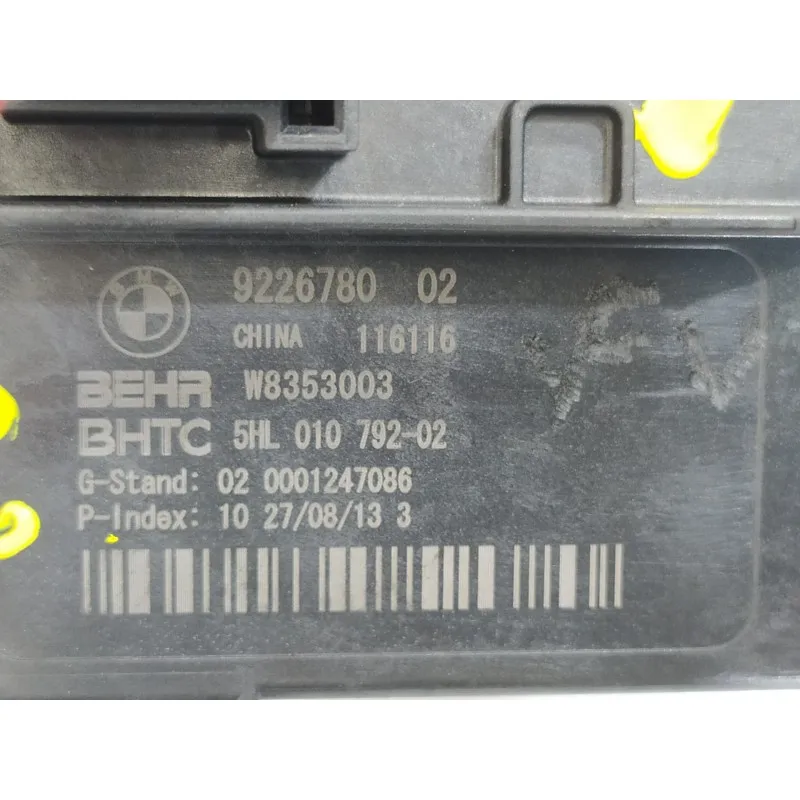 BMW
9226780 02
CHINA 116116
BEHR W8353003
BHTC 5HL 010 792-02
G-Stand: 02 0001247086
P-Index: 10 27/08/13 3